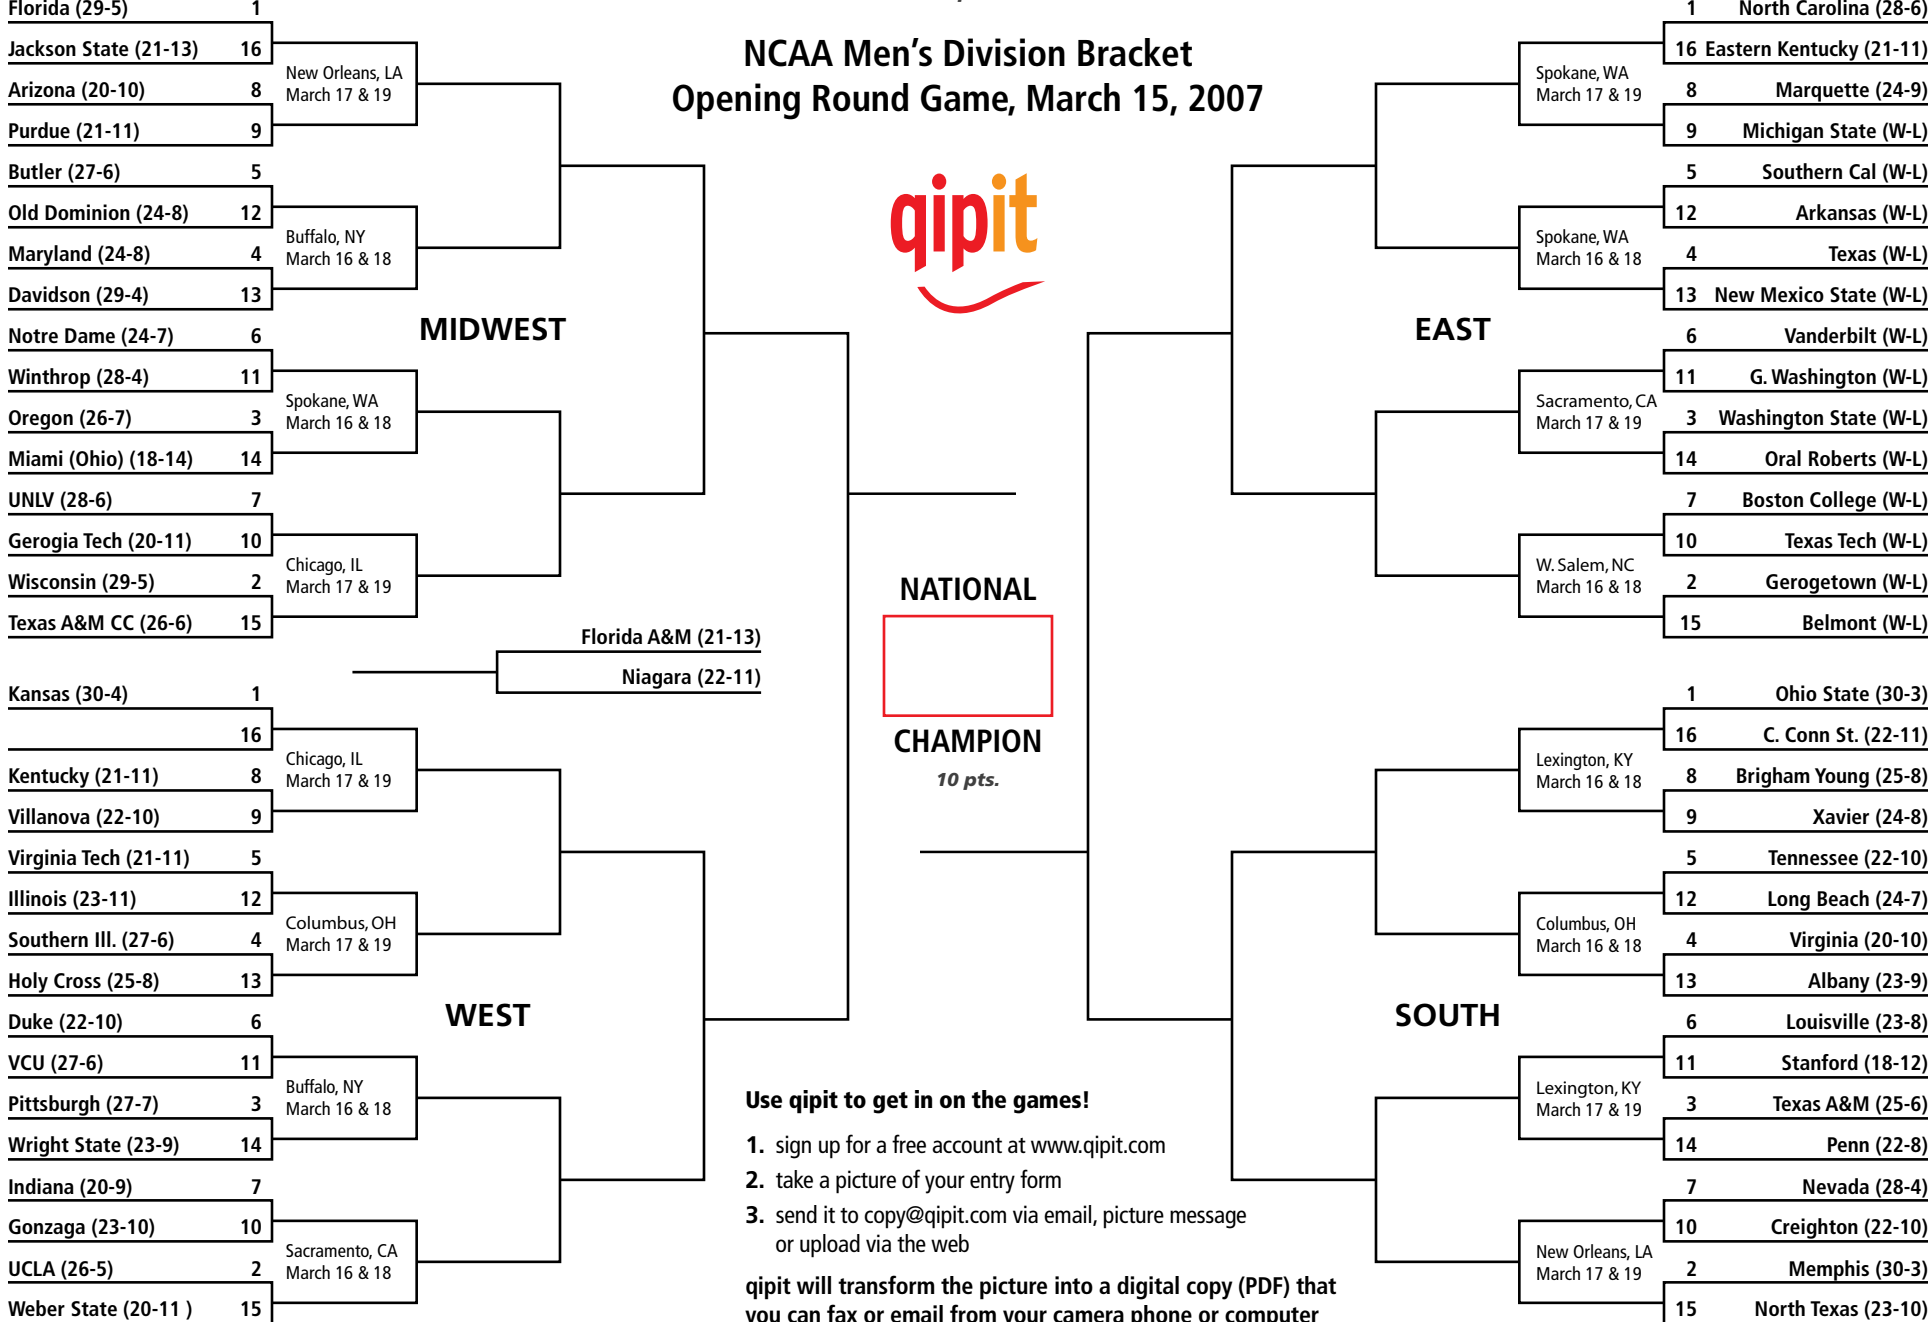 NCAA Men's Division Bracket
Opening Round Game, March 15, 2007
qipit
Florida (29-5) 1
Jackson State (21-13) 16
Arizona (20-10) 8
Purdue (21-11) 9
Butler (27-6) 5
Old Dominion (24-8) 12
Maryland (24-8) 4
Davidson (29-4) 13
Notre Dame (24-7) 6
Winthrop (28-4) 11
Oregon (26-7) 3
Miami (Ohio) (18-14) 14
UNLV (28-6) 7
Gerogia Tech (20-11) 10
Wisconsin (29-5) 2
Texas A&M CC (26-6) 15
New Orleans, LA
March 17 & 19
Buffalo, NY
March 16 & 18
Spokane, WA
March 16 & 18
Chicago, IL
March 17 & 19
MIDWEST
Florida A&M (21-13)
Niagara (22-11)
Kansas (30-4) 1
16
Kentucky (21-11) 8
Villanova (22-10) 9
Virginia Tech (21-11) 5
Illinois (23-11) 12
Southern Ill. (27-6) 4
Holy Cross (25-8) 13
Duke (22-10) 6
VCU (27-6) 11
Pittsburgh (27-7) 3
Wright State (23-9) 14
Indiana (20-9) 7
Gonzaga (23-10) 10
UCLA (26-5) 2
Weber State (20-11 ) 15
Chicago, IL
March 17 & 19
Columbus, OH
March 17 & 19
Buffalo, NY
March 16 & 18
Sacramento, CA
March 16 & 18
WEST
NATIONAL
CHAMPION
10 pts.
1 North Carolina (28-6)
16 Eastern Kentucky (21-11)
8 Marquette (24-9)
9 Michigan State (W-L)
5 Southern Cal (W-L)
12 Arkansas (W-L)
4 Texas (W-L)
13 New Mexico State (W-L)
6 Vanderbilt (W-L)
11 G. Washington (W-L)
3 Washington State (W-L)
14 Oral Roberts (W-L)
7 Boston College (W-L)
10 Texas Tech (W-L)
2 Gerogetown (W-L)
15 Belmont (W-L)
Spokane, WA
March 17 & 19
Spokane, WA
March 16 & 18
Sacramento, CA
March 17 & 19
W. Salem, NC
March 16 & 18
EAST
1 Ohio State (30-3)
16 C. Conn St. (22-11)
8 Brigham Young (25-8)
9 Xavier (24-8)
5 Tennessee (22-10)
12 Long Beach (24-7)
4 Virginia (20-10)
13 Albany (23-9)
6 Louisville (23-8)
11 Stanford (18-12)
3 Texas A&M (25-6)
14 Penn (22-8)
7 Nevada (28-4)
10 Creighton (22-10)
2 Memphis (30-3)
15 North Texas (23-10)
Lexington, KY
March 16 & 18
Columbus, OH
March 16 & 18
Lexington, KY
March 17 & 19
New Orleans, LA
March 17 & 19
SOUTH
Use qipit to get in on the games!
1. sign up for a free account at www.qipit.com
2. take a picture of your entry form
3. send it to copy@qipit.com via email, picture message
or upload via the web
qipit will transform the picture into a digital copy (PDF) that
you can fax or email from your camera phone or computer